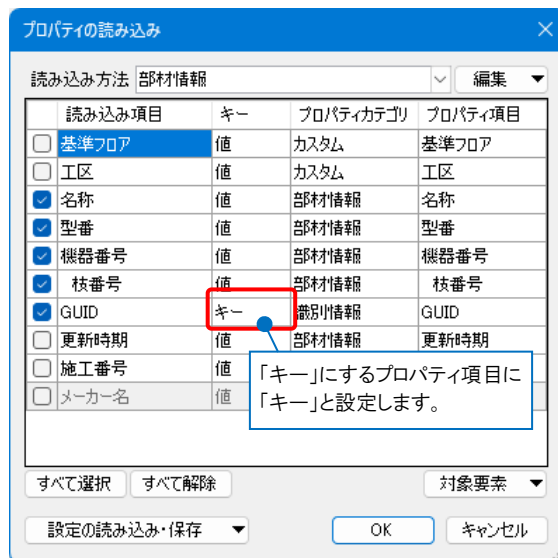 プロパティの読み込み
読み込み方法 部材情報 編集
読み込み項目 キー プロパティカテゴリ プロパティ項目
基準フロア 値 カスタム 基準フロア
工区 値 カスタム 工区
名称 値 部材情報 名称
型番 値 部材情報 型番
機器番号 値 部材情報 機器番号
枝番号 値 部材情報 枝番号
GUID キー 識別情報 GUID
更新時期 値 部材情報 更新時期
施工番号 値
メーカー名 値
「キー」にするプロパティ項目に
「キー」と設定します。
すべて選択 すべて解除 対象要素
設定の読み込み・保存 OK キャンセル